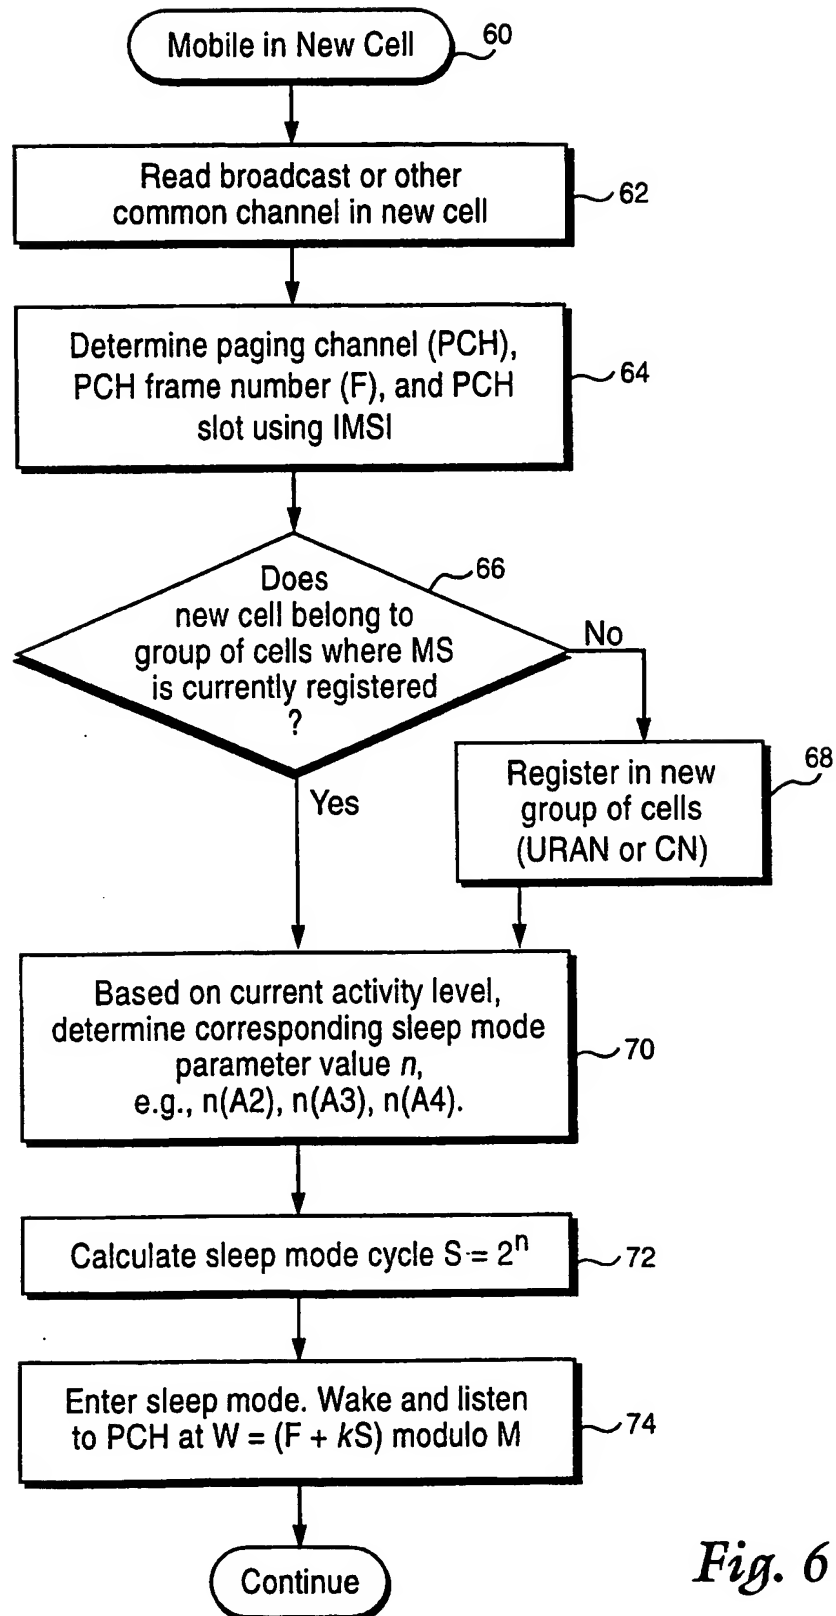 Mobile in New Cell
60
Read broadcast or other
common channel in new cell
62
Determine paging channel (PCH),
PCH frame number (F), and PCH
slot using IMSI
64
Does
new cell belong to
group of cells where MS
is currently registered
?
66
No
Yes
Register in new
group of cells
(URAN or CN)
68
Based on current activity level,
determine corresponding sleep mode
parameter value n,
e.g., n(A2), n(A3), n(A4).
70
Calculate sleep mode cycle S = 2ⁿ
72
Enter sleep mode. Wake and listen
to PCH at W = (F + kS) modulo M
74
Continue
Fig. 6